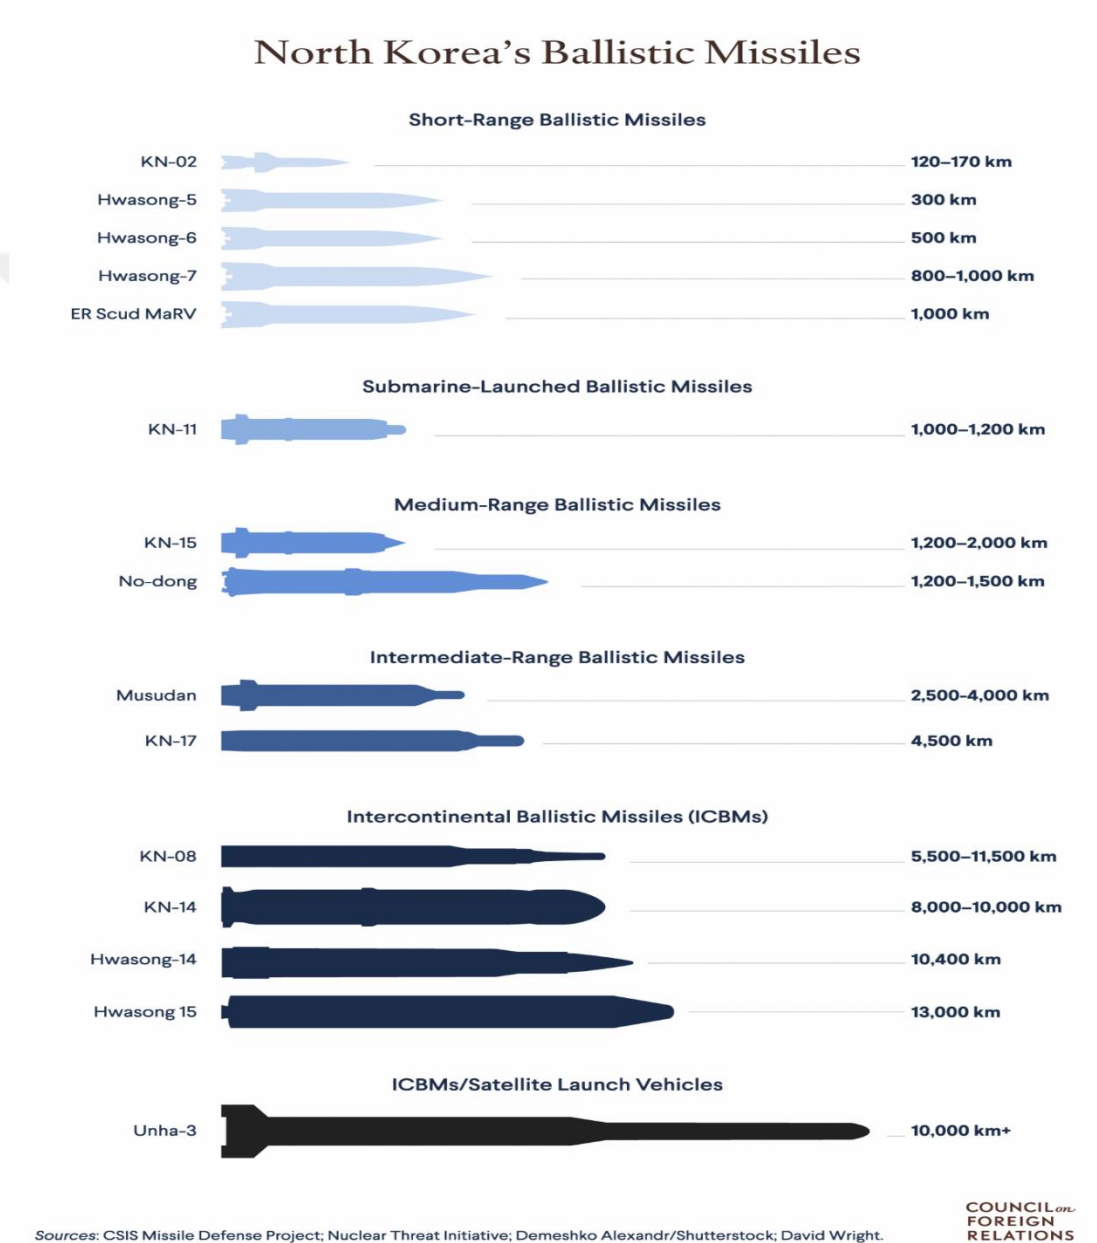 North Korea's Ballistic Missiles
Short-Range Ballistic Missiles
KN-02 120–170 km
Hwasong-5 300 km
Hwasong-6 500 km
Hwasong-7 800–1,000 km
ER Scud MaRV 1,000 km
Submarine-Launched Ballistic Missiles
KN-11 1,000–1,200 km
Medium-Range Ballistic Missiles
KN-15 1,200–2,000 km
No-dong 1,200–1,500 km
Intermediate-Range Ballistic Missiles
Musudan 2,500-4,000 km
KN-17 4,500 km
Intercontinental Ballistic Missiles (ICBMs)
KN-08 5,500–11,500 km
KN-14 8,000–10,000 km
Hwasong-14 10,400 km
Hwasong 15 13,000 km
ICBMs/Satellite Launch Vehicles
Unha-3 10,000 km+
Sources: CSIS Missile Defense Project; Nuclear Threat Initiative; Demeshko Alexandr/Shutterstock; David Wright.
COUNCIL on
FOREIGN
RELATIONS